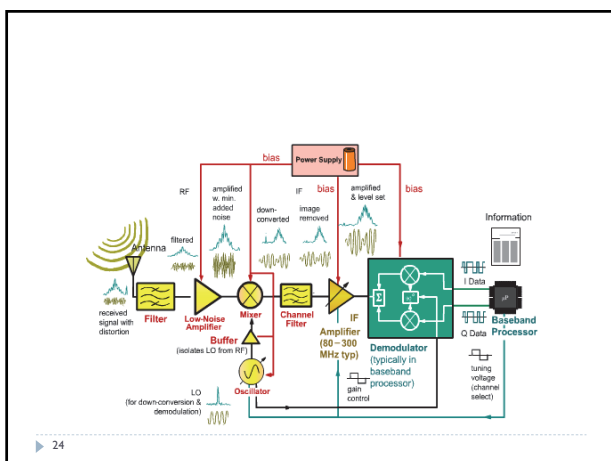 Power Supply
bias
bias
bias
RF
amplified
w. min.
added
noise
IF
image
removed
amplified
& level set
down-
converted
filtered
Antenna
Information
received
signal with
distortion
Filter
Low-Noise
Amplifier
Mixer
Channel
Filter
IF
Amplifier
(80–300
MHz typ)
Buffer
(isolates LO from RF)
Oscillator
LO
(for down-conversion &
demodulation)
Σ
Demodulator
(typically in
baseband
processor)
gain
control
I Data
Q Data
μP
Baseband
Processor
tuning
voltage
(channel
select)
24